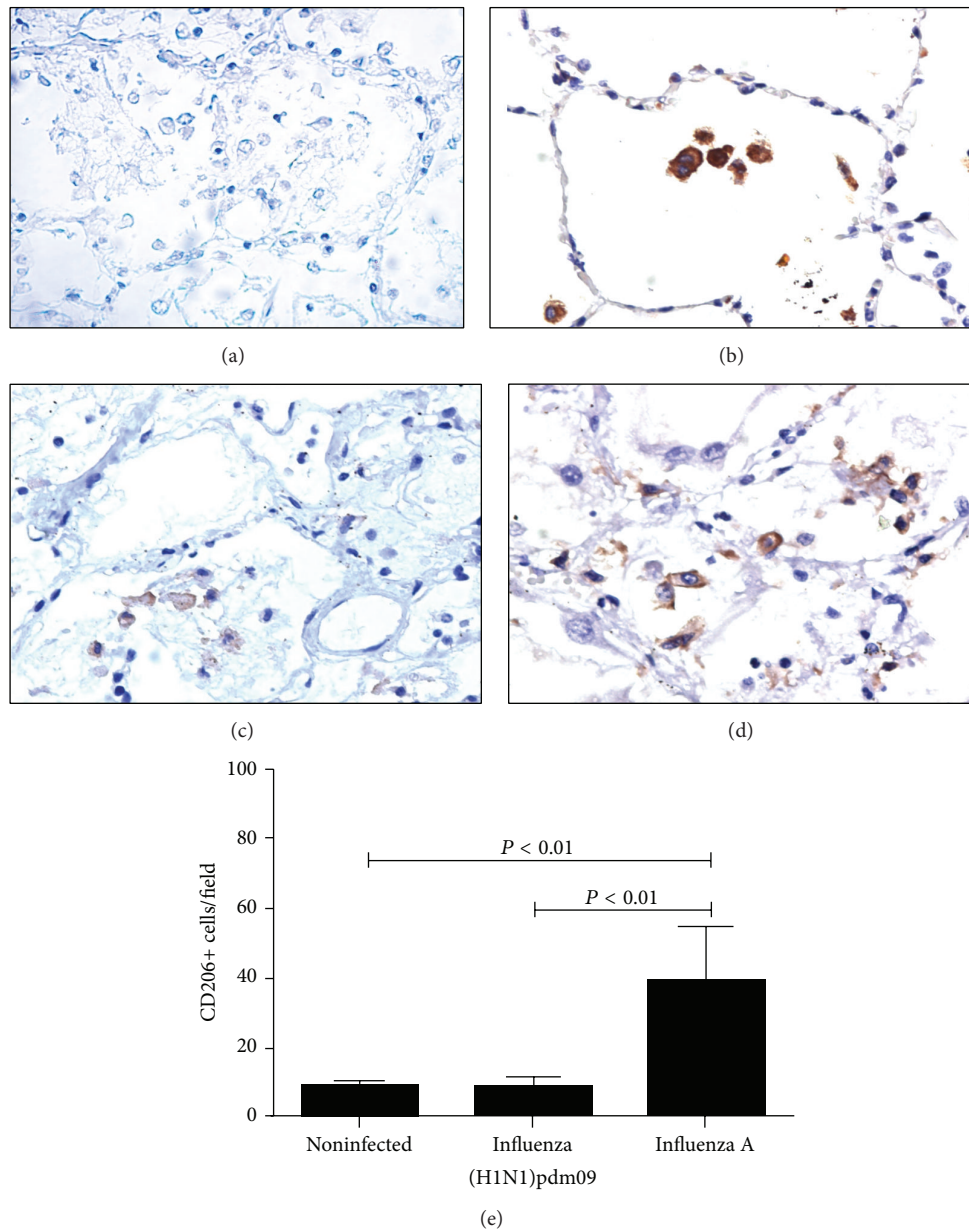 (a)
(b)
(c)
(d)
100
80
60
40
20
0
CD206+ cells/field
P < 0.01
P < 0.01
Noninfected
Influenza
Influenza A
(H1N1)pdm09
(e)